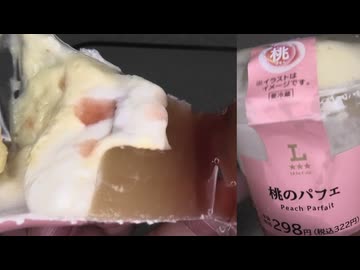 桃
※イラストは
イメージです。
要冷蔵
L
桃のパフェ
Peach Parfait
298円(税込322円)